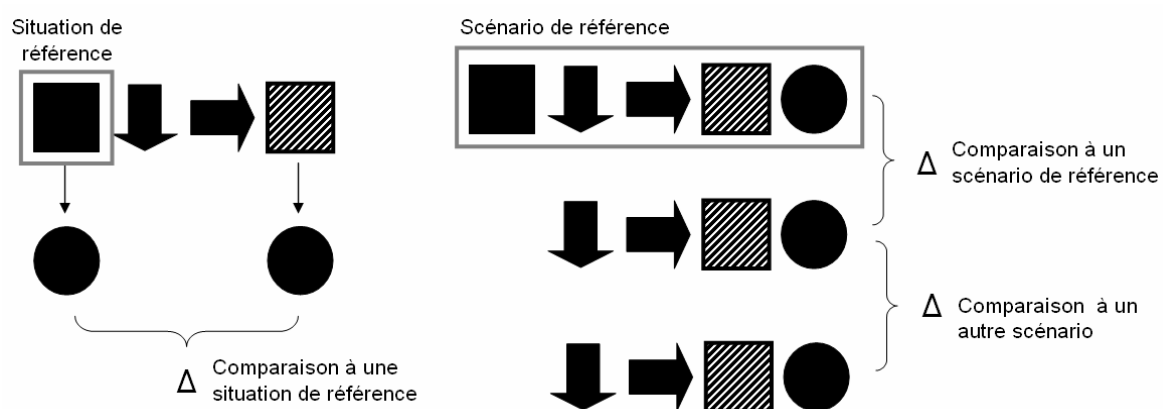 Situation de
référence
Scénario de référence
Δ Comparaison à un
scénario de référence
Δ Comparaison à un
autre scénario
Δ Comparaison à une
situation de référence